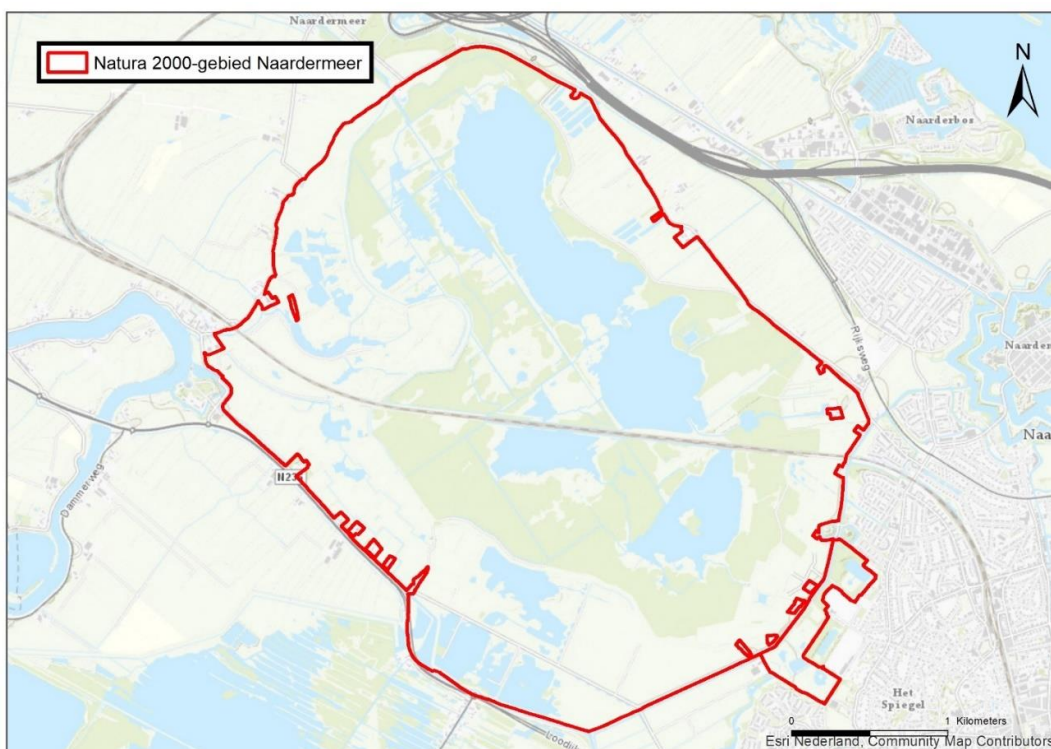 Naardermeer
Natura 2000-gebied Naardermeer
N
Naarderbos
Rijksweg
Naarden
Naa
N23
Dammerweg
Het
Spiegel
0 1 Kilometers
Esri Nederland, Community Map Contributors